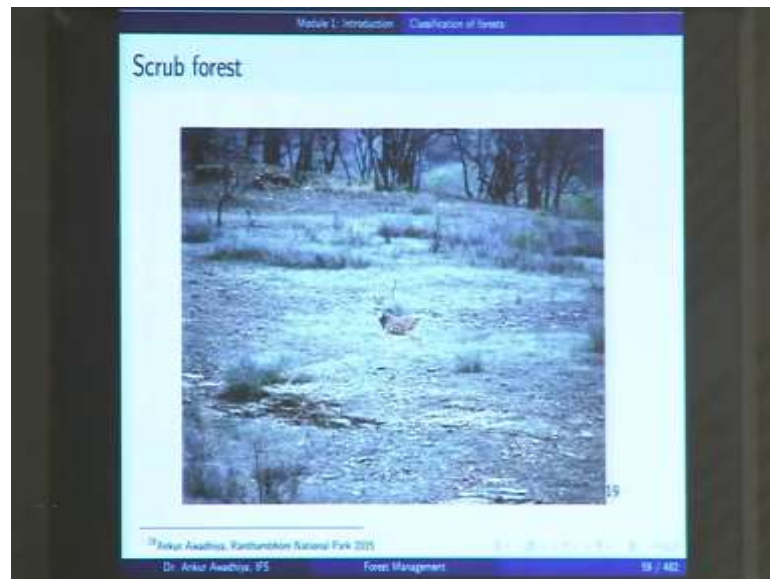 Module 1: Introduction Classification of forests
Scrub forest
19
19 Ankur Awadhiya, Ranthambhore National Park 2015
Dr. Ankur Awadhiya, IFS Forest Management 59 / 482